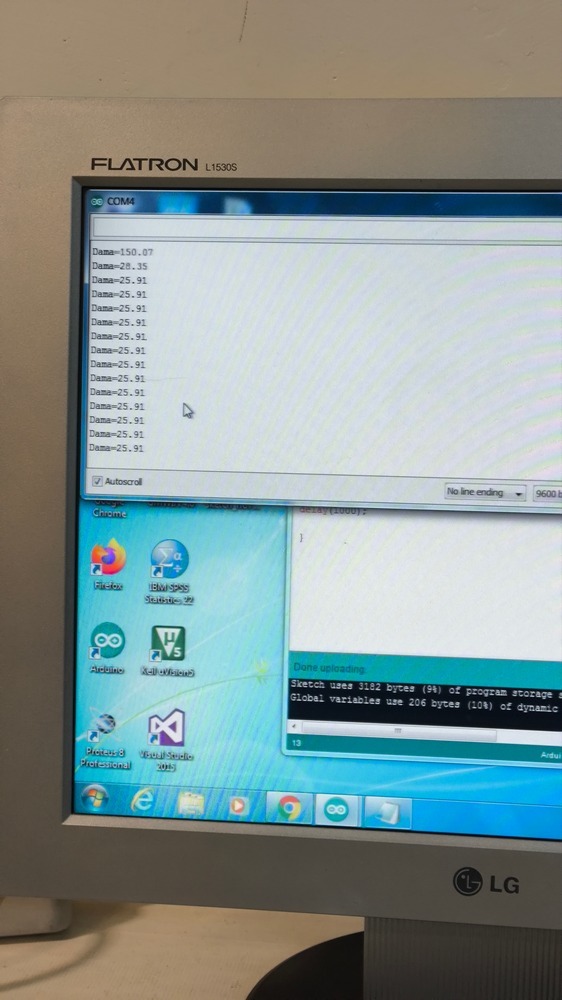 FLATRON L1530S
COM4
Dama=150.07
Dama=28.35
Dama=25.91
Dama=25.91
Dama=25.91
Dama=25.91
Dama=25.91
Dama=25.91
Dama=25.91
Dama=25.91
Dama=25.91
Dama=25.91
Dama=25.91
Dama=25.91
Dama=25.91
Autoscroll
No line ending
9600 b
Chrome
delay(1000);
}
Firefox
IBM SPSS
Statistics 22
Arduino
Keil uVision5
Done uploading.
Sketch uses 3182 bytes (9%) of program storage s
Global variables use 206 bytes (10%) of dynamic
Proteus 8
Professional
Visual Studio
2015
13
Ardui
LG